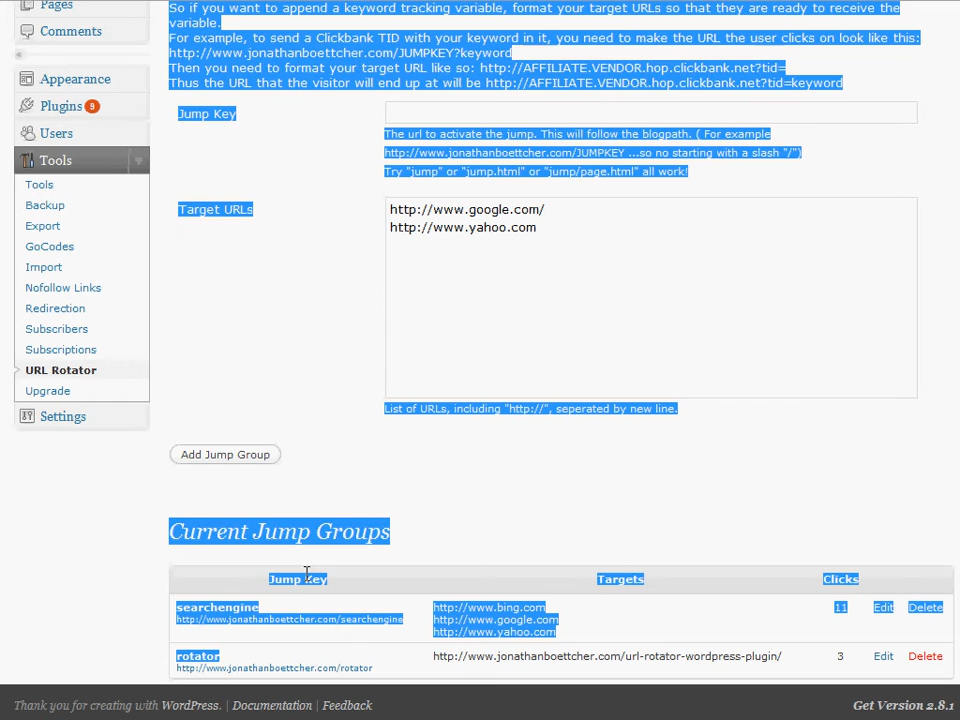 Pages
Comments
Appearance
Plugins 9
Users
Tools
Tools
Backup
Export
GoCodes
Import
Nofollow Links
Redirection
Subscribers
Subscriptions
URL Rotator
Upgrade
Settings
So if you want to append a keyword tracking variable, format your target URLs so that they are ready to receive the
variable.
For example, to send a Clickbank TID with your keyword in it, you need to make the URL the user clicks on look like this:
http://www.jonathanboettcher.com/JUMPKEY?keyword
Then you need to format your target URL like so: http://AFFILIATE.VENDOR.hop.clickbank.net?tid=
Thus the URL that the visitor will end up at will be http://AFFILIATE.VENDOR.hop.clickbank.net?tid=keyword
Jump Key
The url to activate the jump. This will follow the blogpath. ( For example
http://www.jonathanboettcher.com/JUMPKEY ...so no starting with a slash "/")
Try "jump" or "jump.html" or "jump/page.html" all work!
Target URLs
http://www.google.com/
http://www.yahoo.com
List of URLs, including "http://", seperated by new line.
Add Jump Group
Current Jump Groups
Jump Key Targets Clicks
searchengine http://www.bing.com 11 Edit Delete
http://www.jonathanboettcher.com/searchengine http://www.google.com
http://www.yahoo.com
rotator http://www.jonathanboettcher.com/url-rotator-wordpress-plugin/ 3 Edit Delete
http://www.jonathanboettcher.com/rotator
Thank you for creating with WordPress. | Documentation | Feedback Get Version 2.8.1